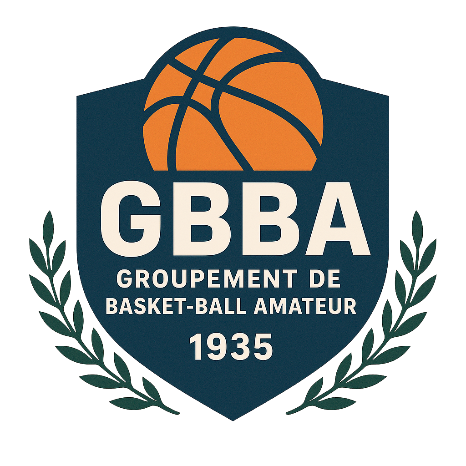 GBBA
GROUPEMENT DE
BASKET-BALL AMATEUR
1935